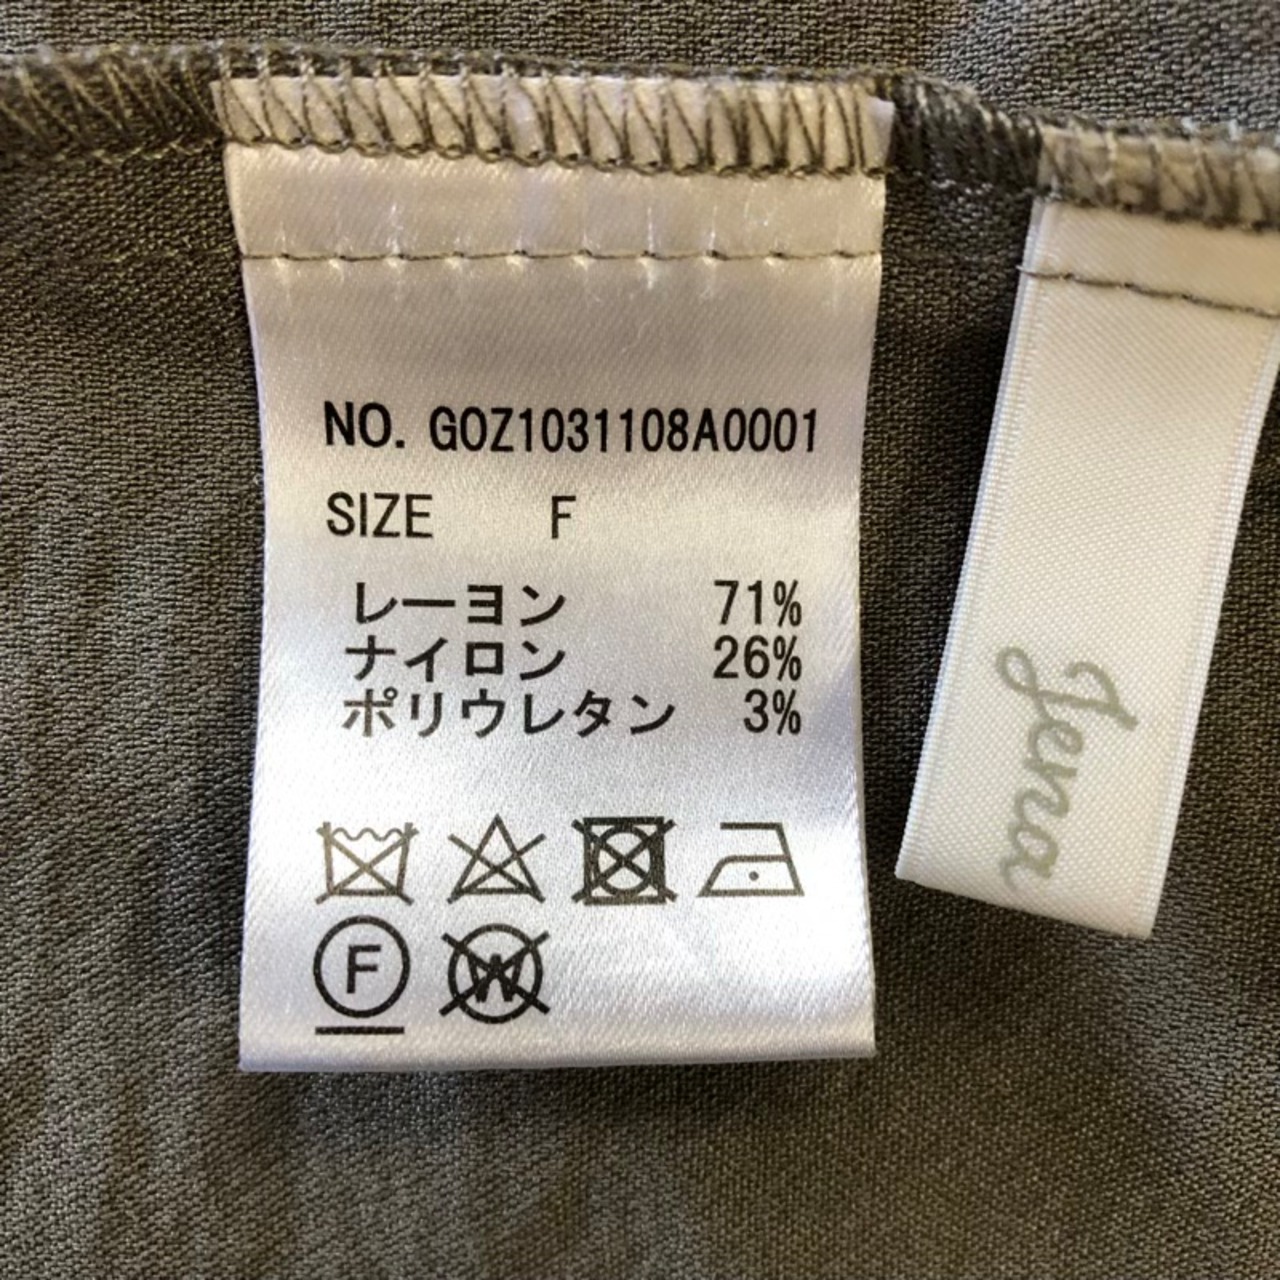 NO. GOZ1031108A0001
SIZE F
レーヨン 71%
ナイロン 26%
ポリウレタン 3%
F
W
Jena